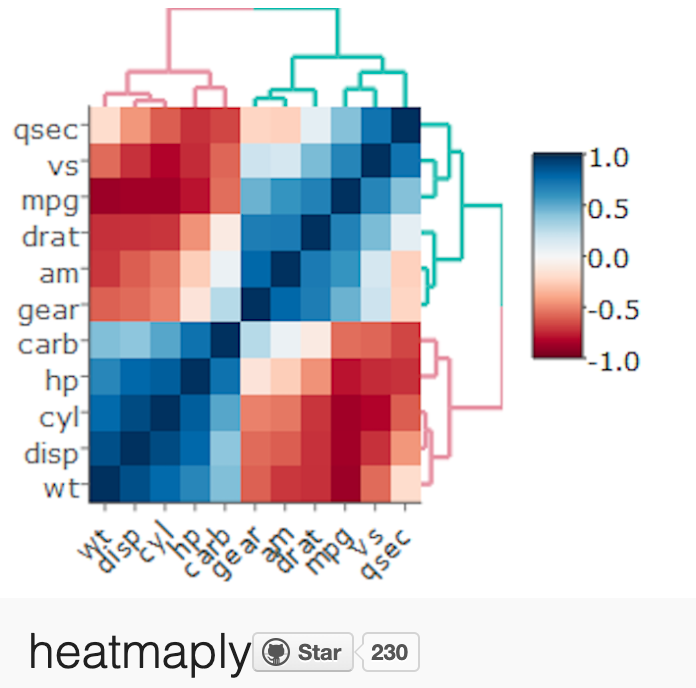 qsec
vs
mpg
drat
am
gear
carb
hp
cyl
disp
wt
1.0
0.5
0.0
-0.5
-1.0
wt disp cyl hp carb gear am drat mpg vs qsec
heatmaply Star 230